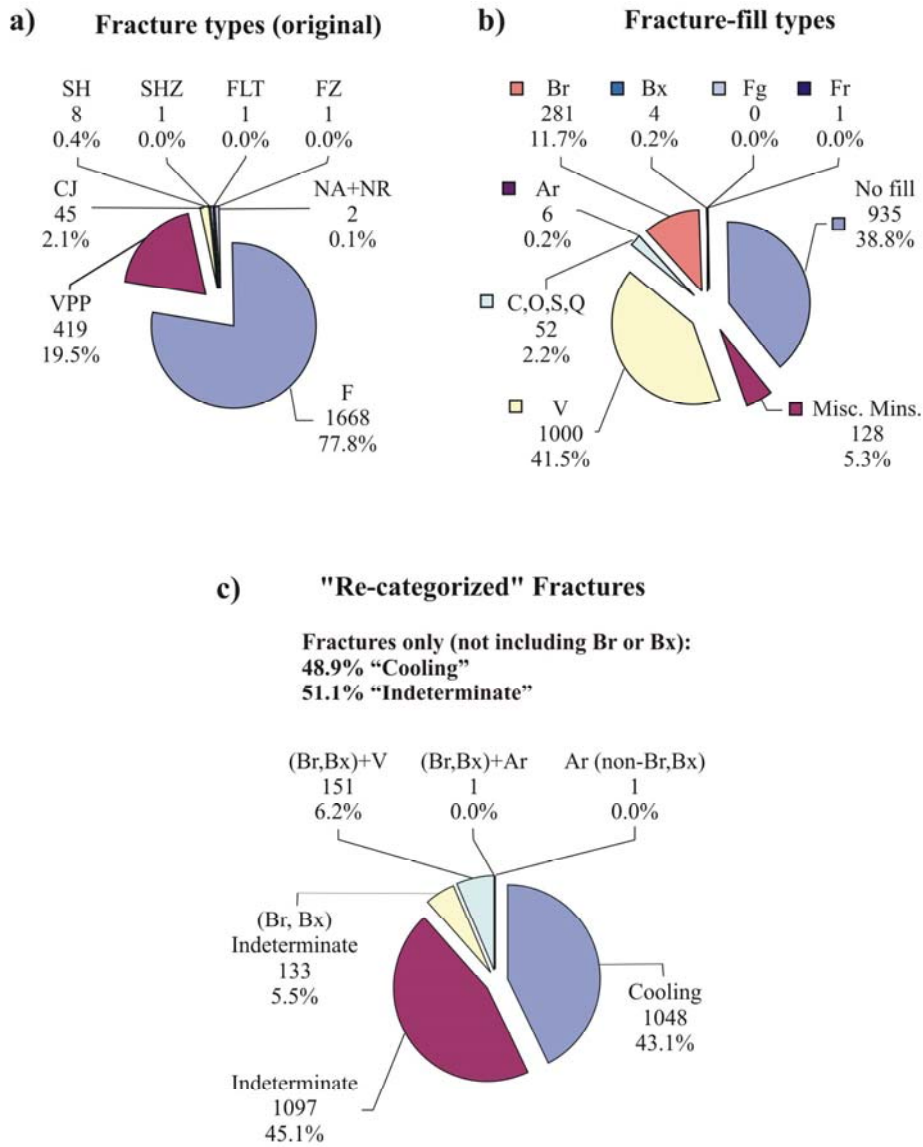 a) Fracture types (original)
SH
8
0.4%
SHZ
1
0.0%
FLT
1
0.0%
FZ
1
0.0%
CJ
45
2.1%
NA+NR
2
0.1%
VPP
419
19.5%
F
1668
77.8%
b) Fracture-fill types
Br
281
11.7%
Bx
4
0.2%
Fg
0
0.0%
Fr
1
0.0%
Ar
6
0.2%
No fill
935
38.8%
C,O,S,Q
52
2.2%
V
1000
41.5%
Misc. Mins.
128
5.3%
c) "Re-categorized" Fractures
Fractures only (not including Br or Bx):
48.9% “Cooling”
51.1% “Indeterminate”
(Br,Bx)+V
151
6.2%
(Br,Bx)+Ar
1
0.0%
Ar (non-Br,Bx)
1
0.0%
(Br, Bx)
Indeterminate
133
5.5%
Cooling
1048
43.1%
Indeterminate
1097
45.1%